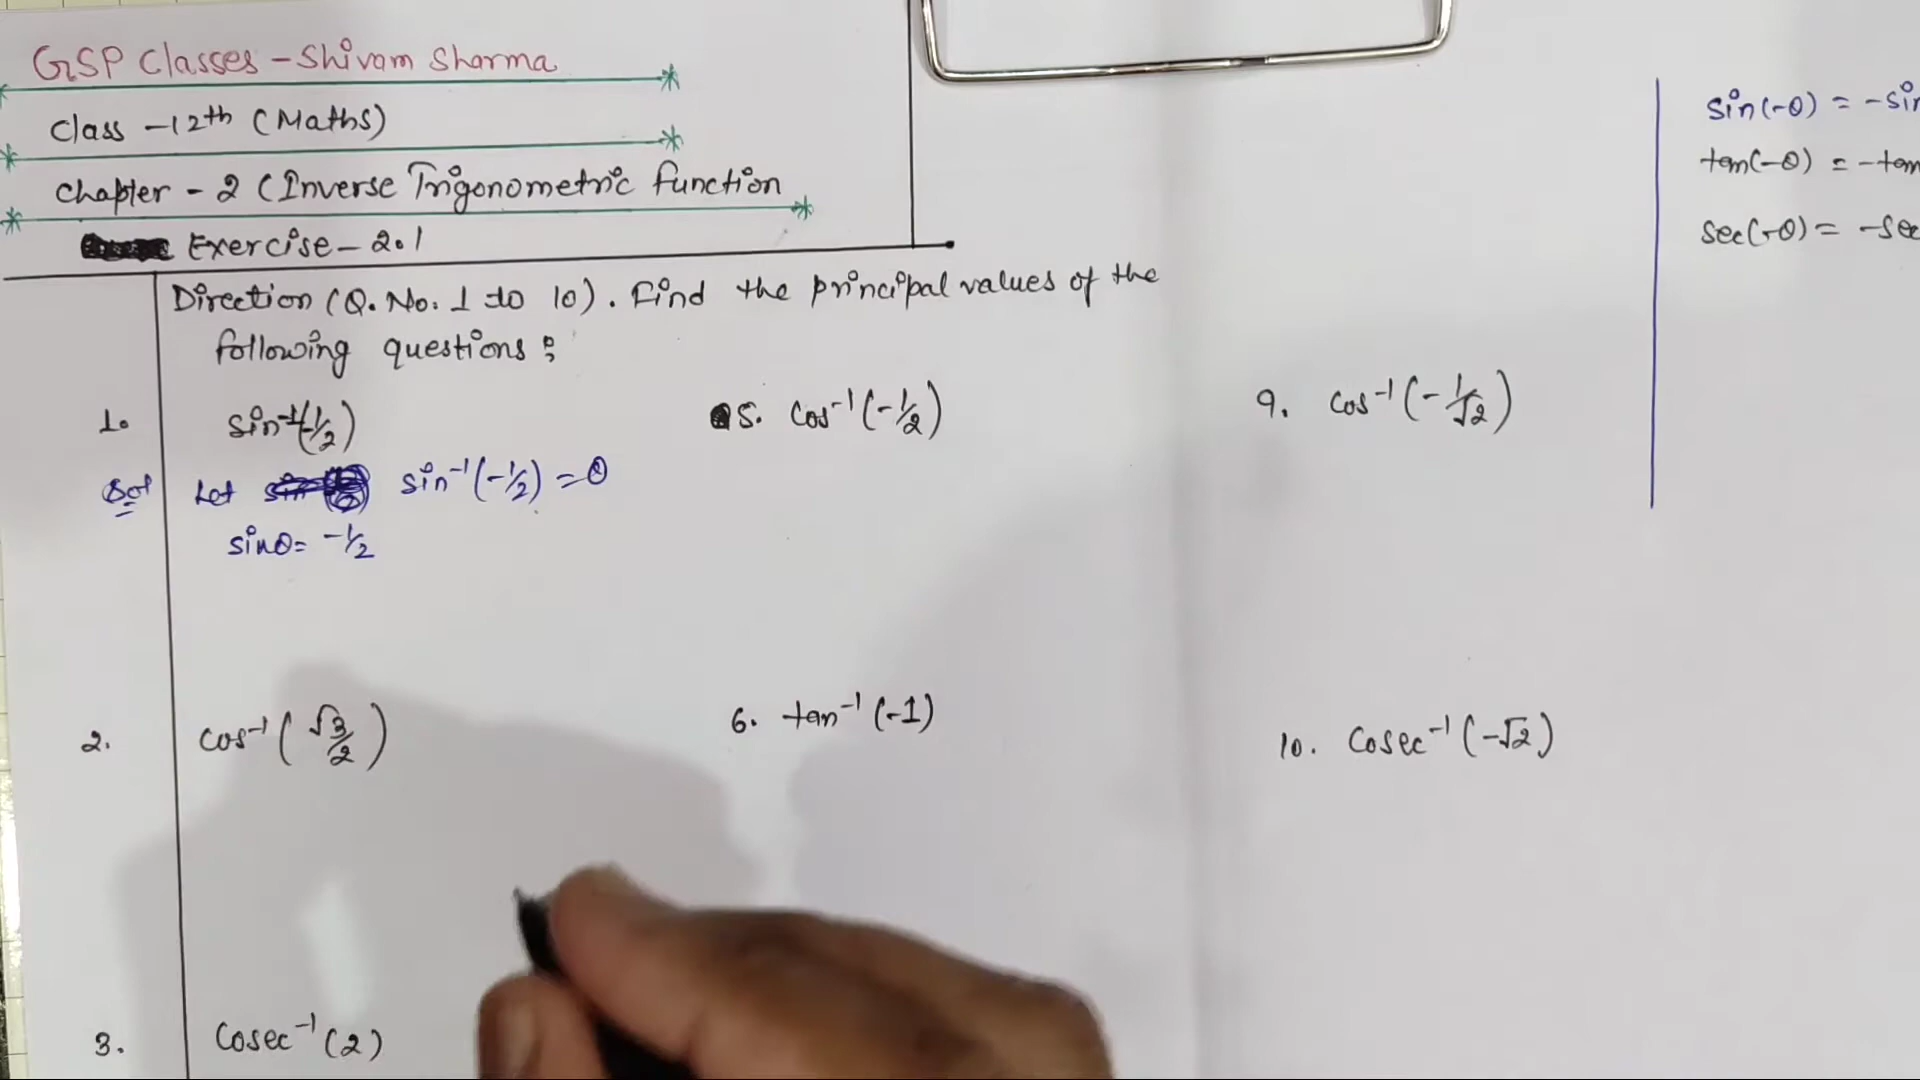 GSP Classes - Shivam Sharma
Class - 12th (Maths)
Chapter - 2 (Inverse Trigonometric function
Exercise - 2.1
Direction (Q. No. 1 to 10). Find the principal values of the
following questions :
1. sin⁻¹(-1/2)
Sol Let sin⁻¹(-1/2) = θ
sinθ = -1/2
2. cos⁻¹(√3/2)
3. Cosec⁻¹(2)
5. cos⁻¹(-1/2)
6. tan⁻¹(-1)
9. cos⁻¹(-1/√2)
10. Cosec⁻¹(-√2)
sin(-θ) = -sin
tan(-θ) = -tan
sec(-θ) = -sec